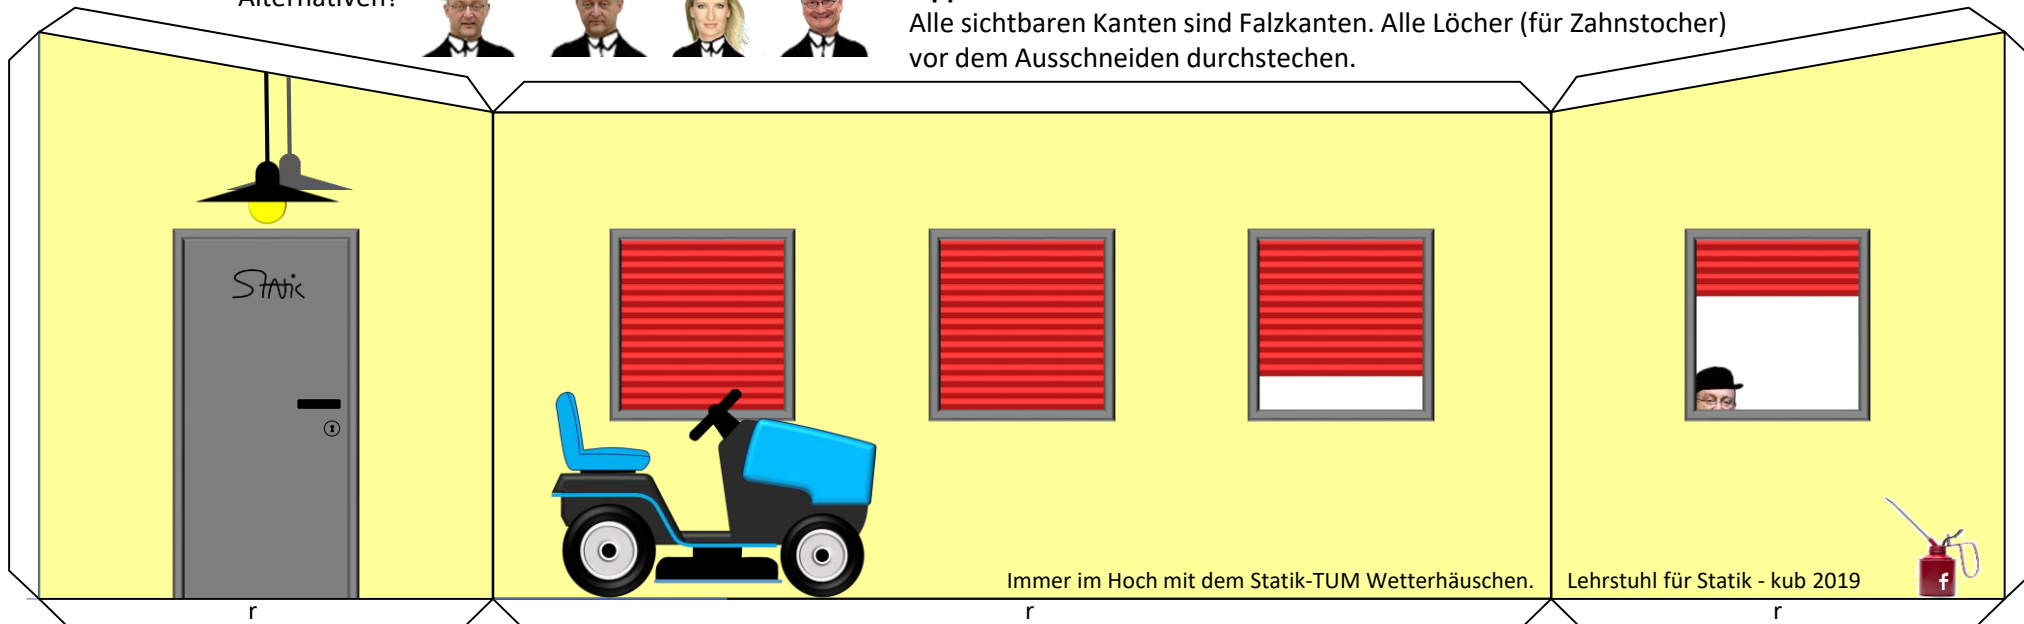 Alternativen?
Alle sichtbaren Kanten sind Falzkanten. Alle Löcher (für Zahnstocher)
vor dem Ausschneiden durchstechen.
STAtik
Immer im Hoch mit dem Statik-TUM Wetterhäuschen.
Lehrstuhl für Statik - kub 2019
f
r
r
r